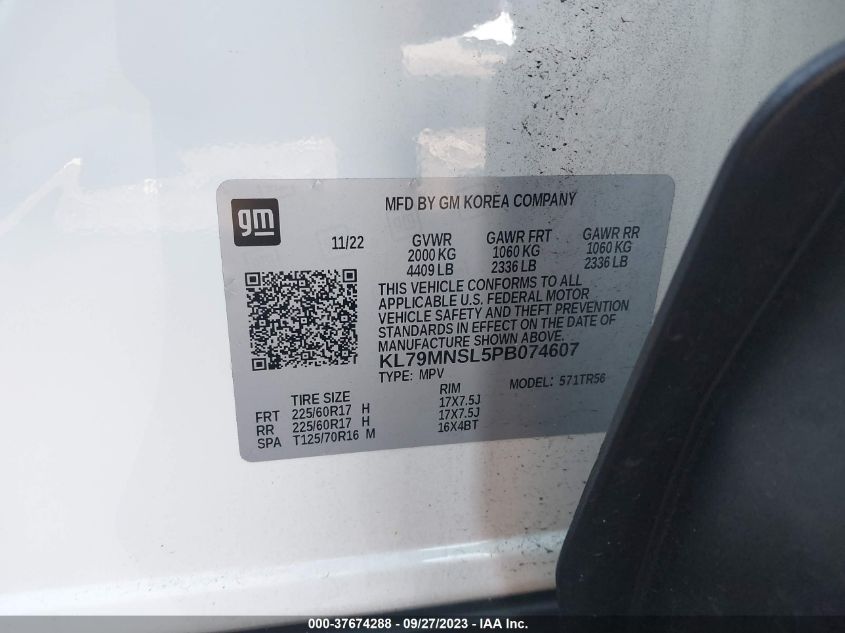 gm
MFD BY GM KOREA COMPANY
11/22 GVWR GAWR FRT GAWR RR
2000 KG 1060 KG 1060 KG
4409 LB 2336 LB 2336 LB
THIS VEHICLE CONFORMS TO ALL
APPLICABLE U.S. FEDERAL MOTOR
VEHICLE SAFETY AND THEFT PREVENTION
STANDARDS IN EFFECT ON THE DATE OF
MANUFACTURE SHOWN ABOVE.
KL79MNSL5PB074607
TYPE: MPV MODEL: 571TR56
TIRE SIZE RIM
FRT 225/60R17 H 17X7.5J
RR 225/60R17 H 17X7.5J
SPA T125/70R16 M 16X4BT
000-37674288 - 09/27/2023 - IAA Inc.